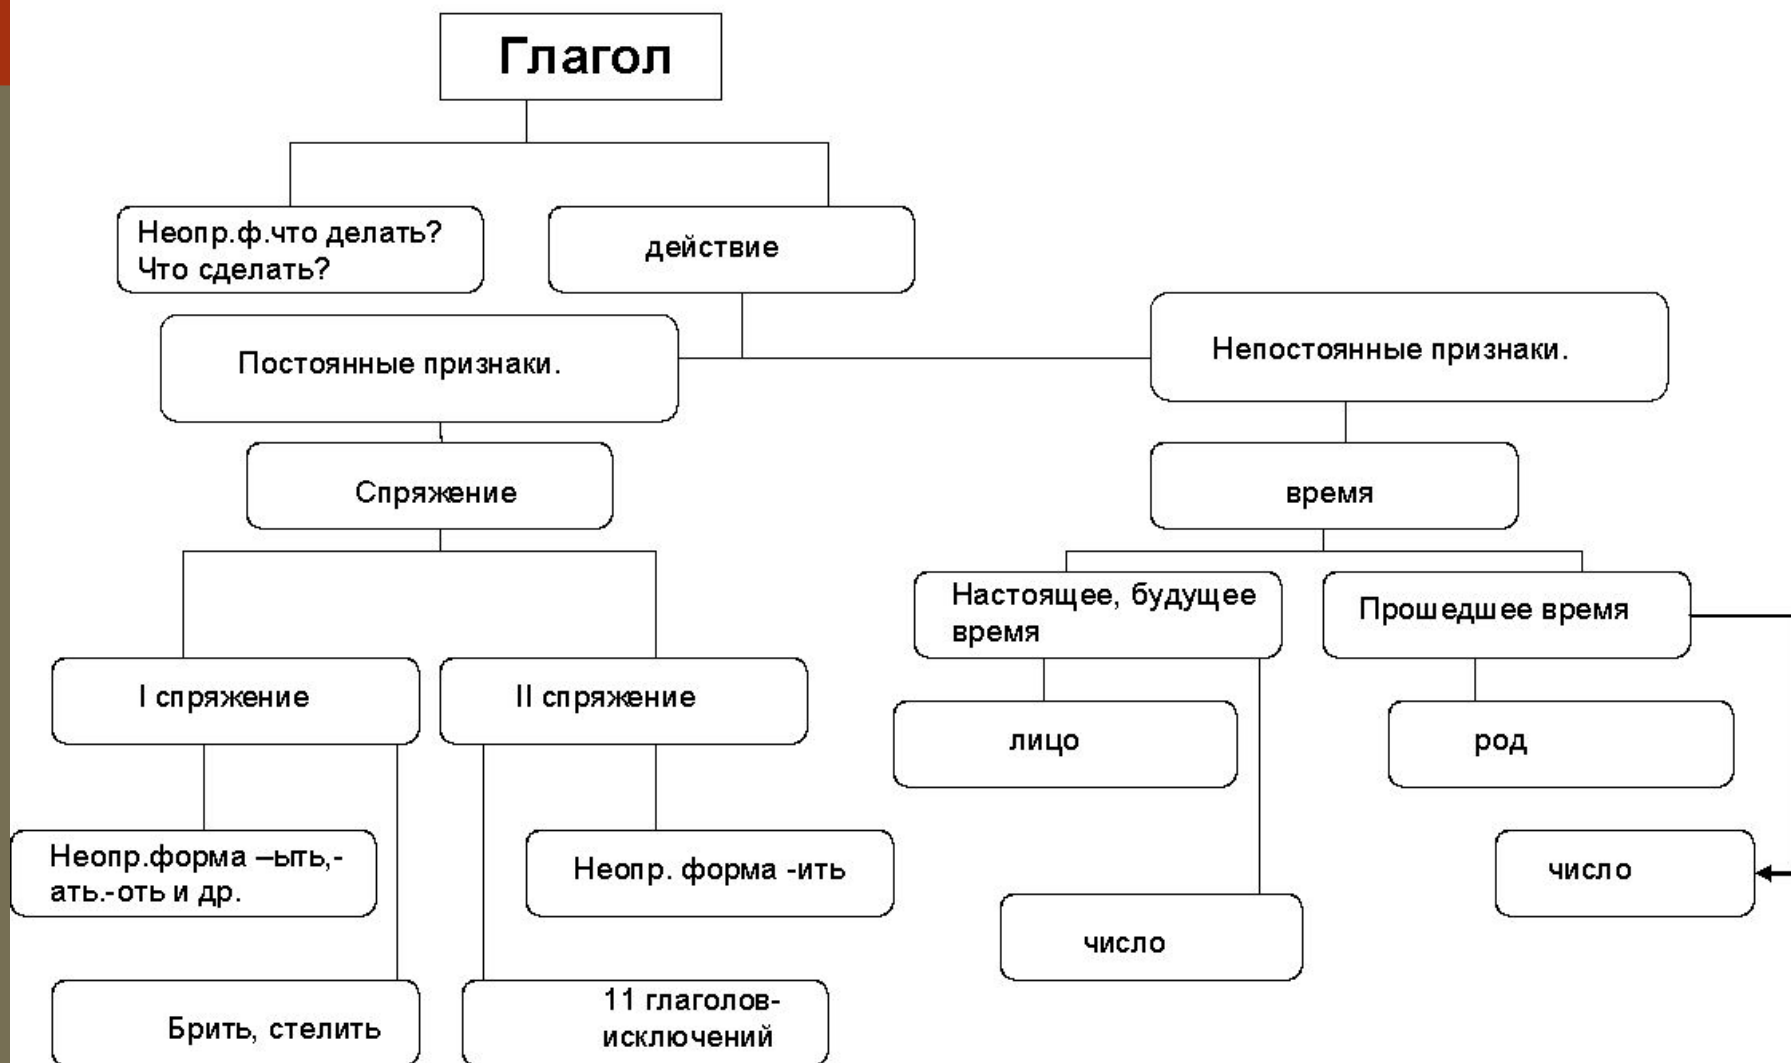 Глагол
Неопр.ф.что делать?
Что сделать?
действие
Постоянные признаки.
Непостоянные признаки.
Спряжение
время
Настоящее, будущее
время
Прошедшее время
I спряжение
II спряжение
лицо
род
Неопр.форма –ыть,-
ать.-оть и др.
Неопр. форма -ить
число
число
Брить, стелить
11 глаголов-
исключений